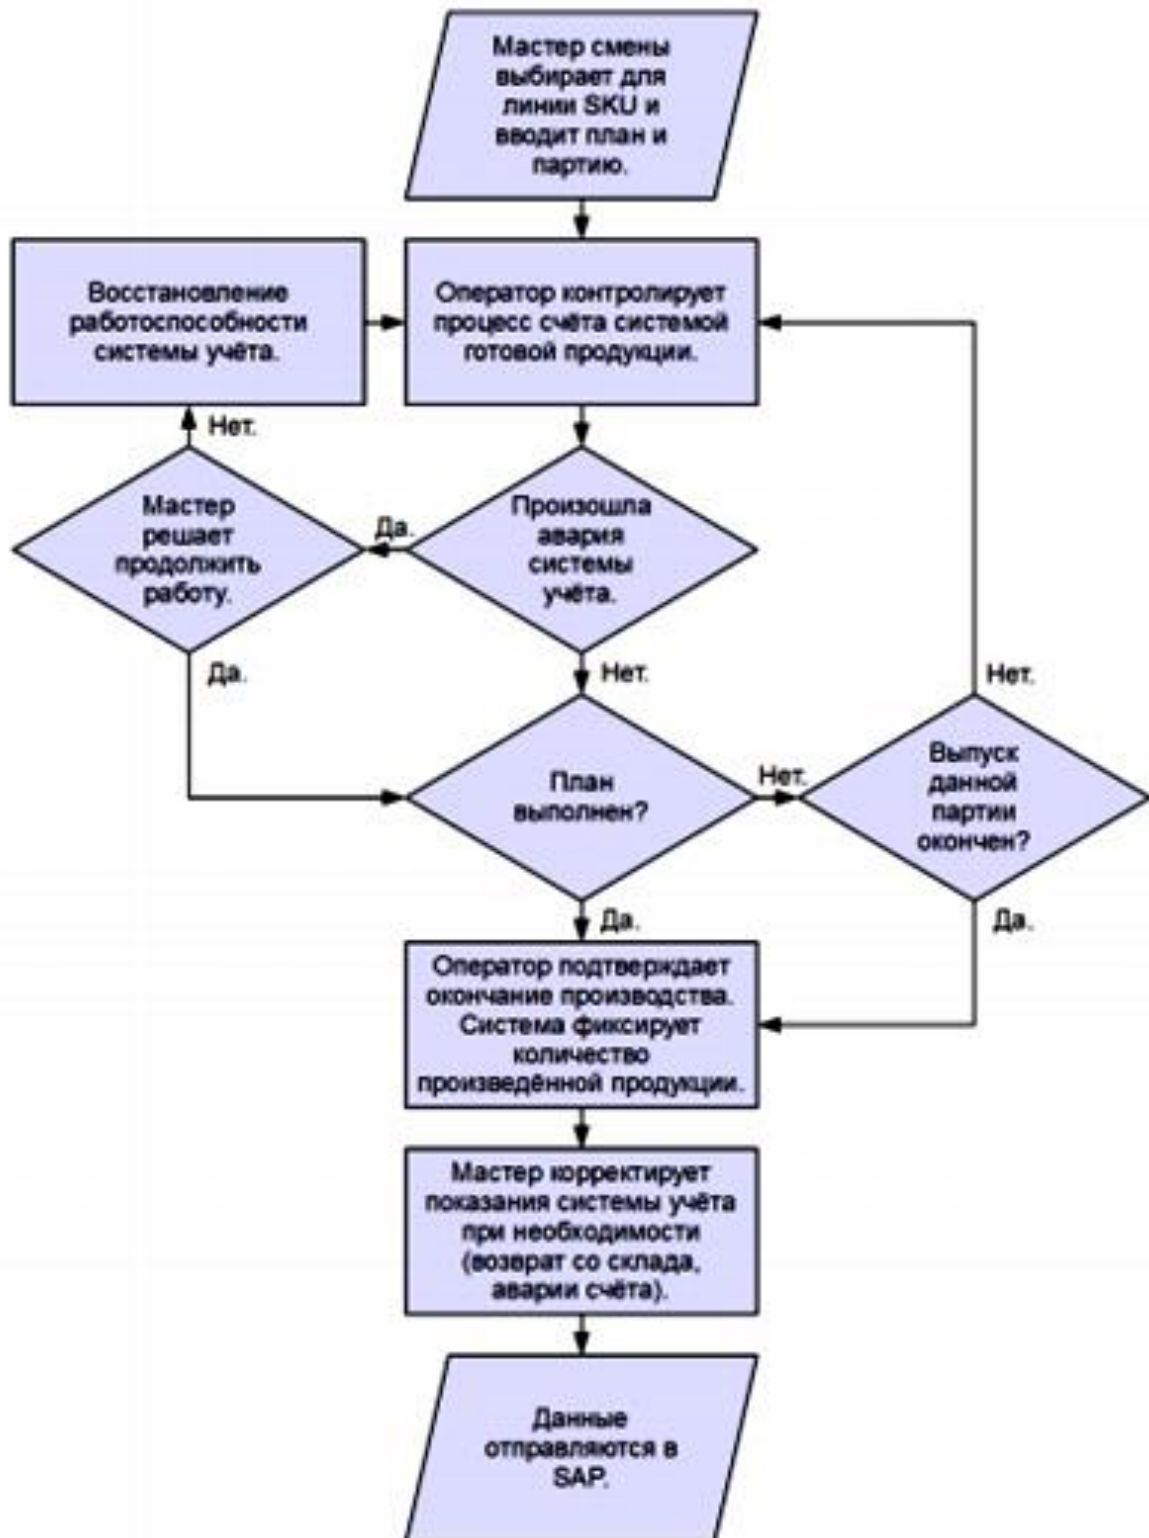 Мастер смены
выбирает для
линии SKU и
вводит план и
партию.
Восстановление
работоспособности
системы учёта.
Оператор контролирует
процесс счёта системой
готовой продукции.
Нет.
Мастер
решает
продолжить
работу.
Да.
Произошла
авария
системы
учёта.
Да.
Нет.
Нет.
План
выполнен?
Нет.
Выпуск
данной
партии
окончен?
Да.
Да.
Оператор подтверждает
окончание производства.
Система фиксирует
количество
произведённой продукции.
Мастер корректирует
показания системы учёта
при необходимости
(возврат со склада,
аварии счёта).
Данные
отправляются в
SAP.